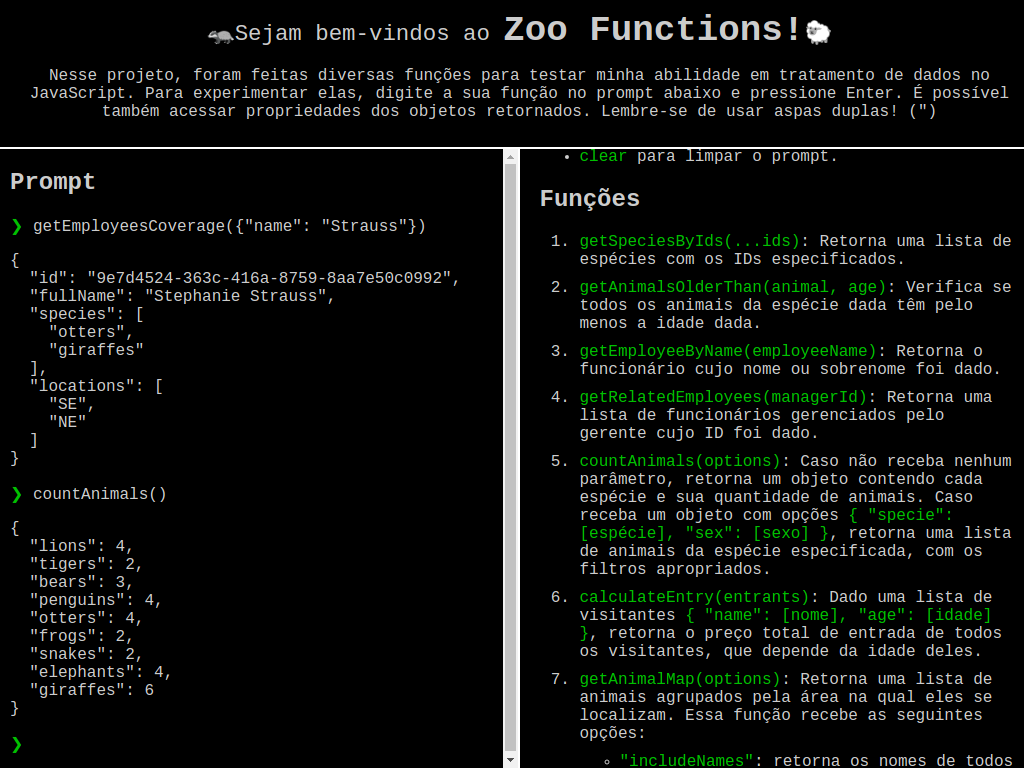 Sejam bem-vindos ao Zoo Functions!
Nesse projeto, foram feitas diversas funções para testar minha abilidade em tratamento de dados no
JavaScript. Para experimentar elas, digite a sua função no prompt abaixo e pressione Enter. É possível
também acessar propriedades dos objetos retornados. Lembre-se de usar aspas duplas! (")
Prompt
❯ getEmployeesCoverage({"name": "Strauss"})
{
"id": "9e7d4524-363c-416a-8759-8aa7e50c0992",
"fullName": "Stephanie Strauss",
"species": [
"otters",
"giraffes"
],
"locations": [
"SE",
"NE"
]
}
❯ countAnimals()
{
"lions": 4,
"tigers": 2,
"bears": 3,
"penguins": 4,
"otters": 4,
"frogs": 2,
"snakes": 2,
"elephants": 4,
"giraffes": 6
}
❯
• clear para limpar o prompt.
Funções
1. getSpeciesByIds(...ids): Retorna uma lista de
espécies com os IDs especificados.
2. getAnimalsOlderThan(animal, age): Verifica se
todos os animais da espécie dada têm pelo
menos a idade dada.
3. getEmployeeByName(employeeName): Retorna o
funcionário cujo nome ou sobrenome foi dado.
4. getRelatedEmployees(managerId): Retorna uma
lista de funcionários gerenciados pelo
gerente cujo ID foi dado.
5. countAnimals(options): Caso não receba nenhum
parâmetro, retorna um objeto contendo cada
espécie e sua quantidade de animais. Caso
receba um objeto com opções { "specie":
[espécie], "sex": [sexo] }, retorna uma lista
de animais da espécie especificada, com os
filtros apropriados.
6. calculateEntry(entrants): Dado uma lista de
visitantes { "name": [nome], "age": [idade]
}, retorna o preço total de entrada de todos
os visitantes, que depende da idade deles.
7. getAnimalMap(options): Retorna uma lista de
animais agrupados pela área na qual eles se
localizam. Essa função recebe as seguintes
opções:
◦ "includeNames": retorna os nomes de todos